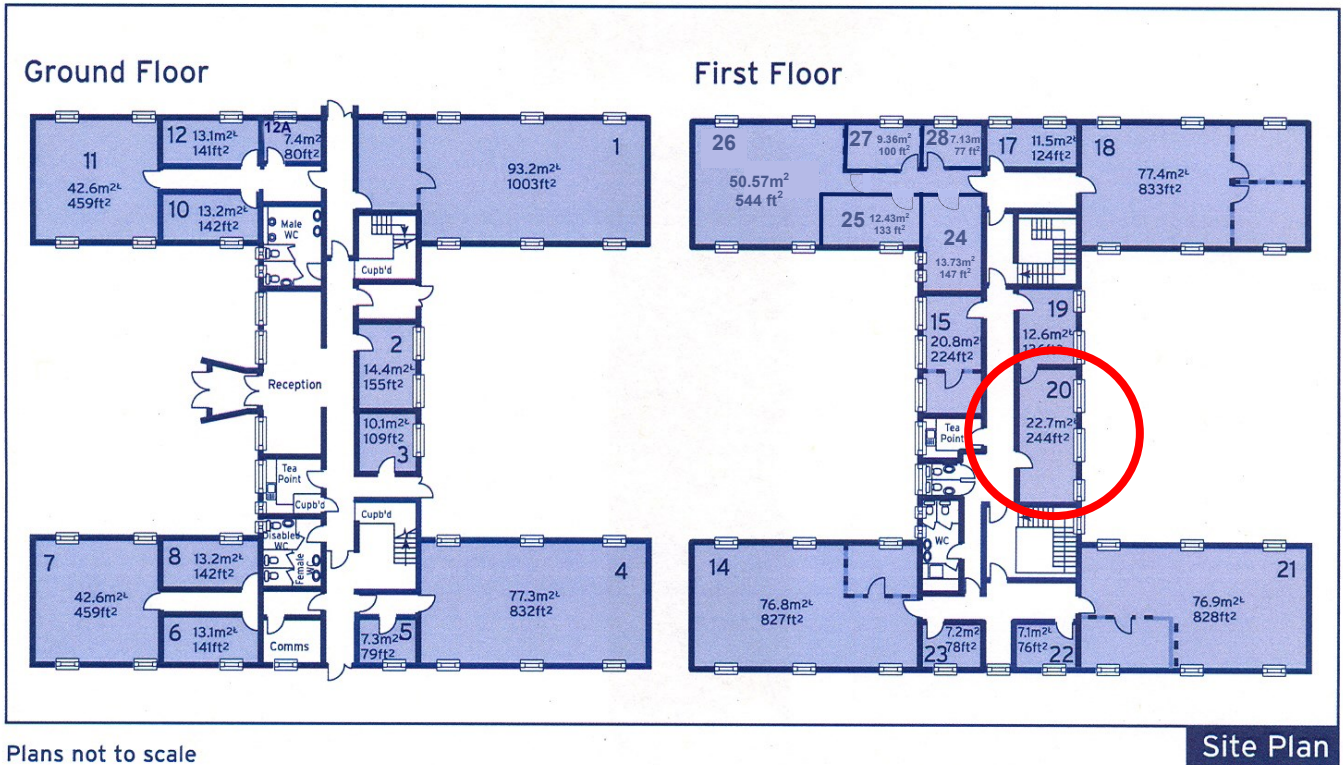 Ground Floor
First Floor
11
42.6m²
459ft²
12 13.1m²
141ft²
12A
7.4m²
80ft²
10 13.2m²
142ft²
Male
WC
1
93.2m²
1003ft²
Cupb'd
2
14.4m²
155ft²
10.1m²
109ft²
3
Reception
Tea
Point
Cupb'd
Cupb'd
Disabled
WC
Female
WC
7
42.6m²
459ft²
8 13.2m²
142ft²
6 13.1m²
141ft²
Comms
7.3m² 5
79ft²
4
77.3m²
832ft²
26
50.57m²
544 ft²
27 9.36m²
100 ft²
28 7.13m²
77 ft²
25 12.43m²
133 ft²
24
13.73m²
147 ft²
17 11.5m²
124ft²
18
77.4m²
833ft²
15
20.8m²
224ft²
19
12.6m²
20
22.7m²
244ft²
Tea
Point
WC
14
76.8m²
827ft²
7.2m²
23 78ft²
7.1m²
76ft² 22
21
76.9m²
828ft²
Plans not to scale
Site Plan